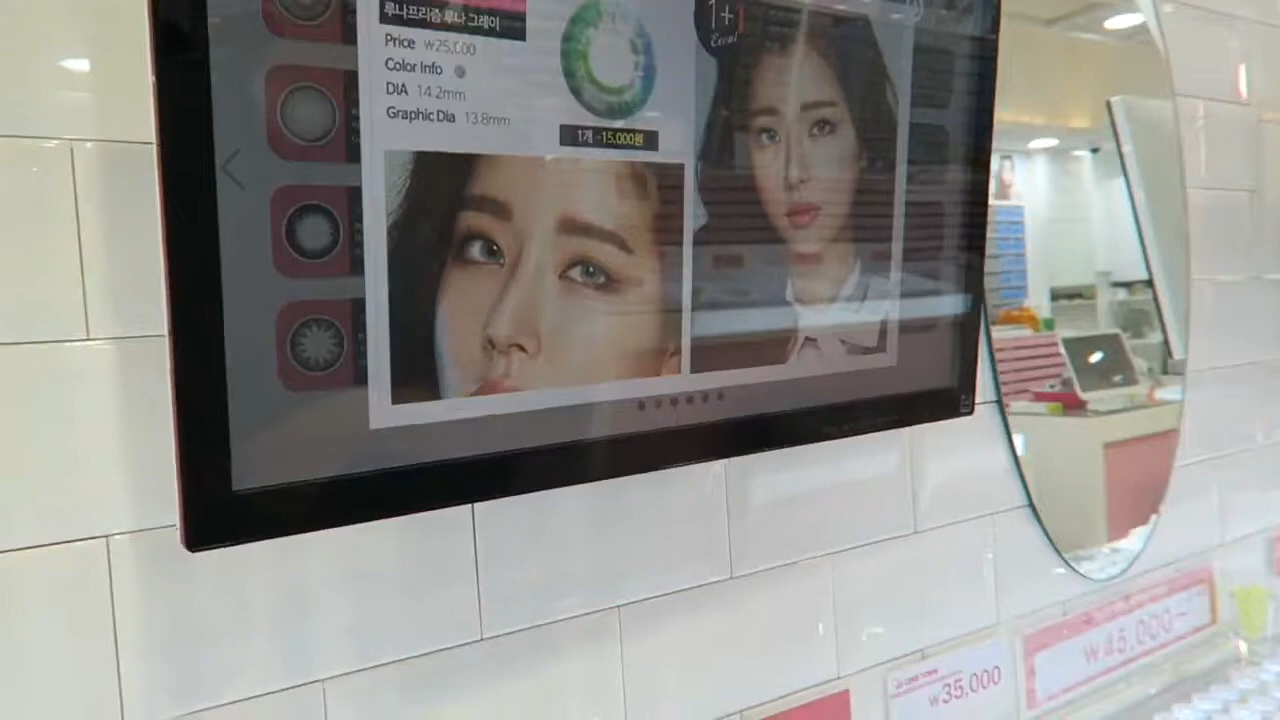 루나프리즘 루나 그레이
Price ₩25,000
Color Info
DIA 14.2mm
Graphic Dia 13.8mm
1개 -15,000원
1+1
Event
₩35,000
₩45,000~